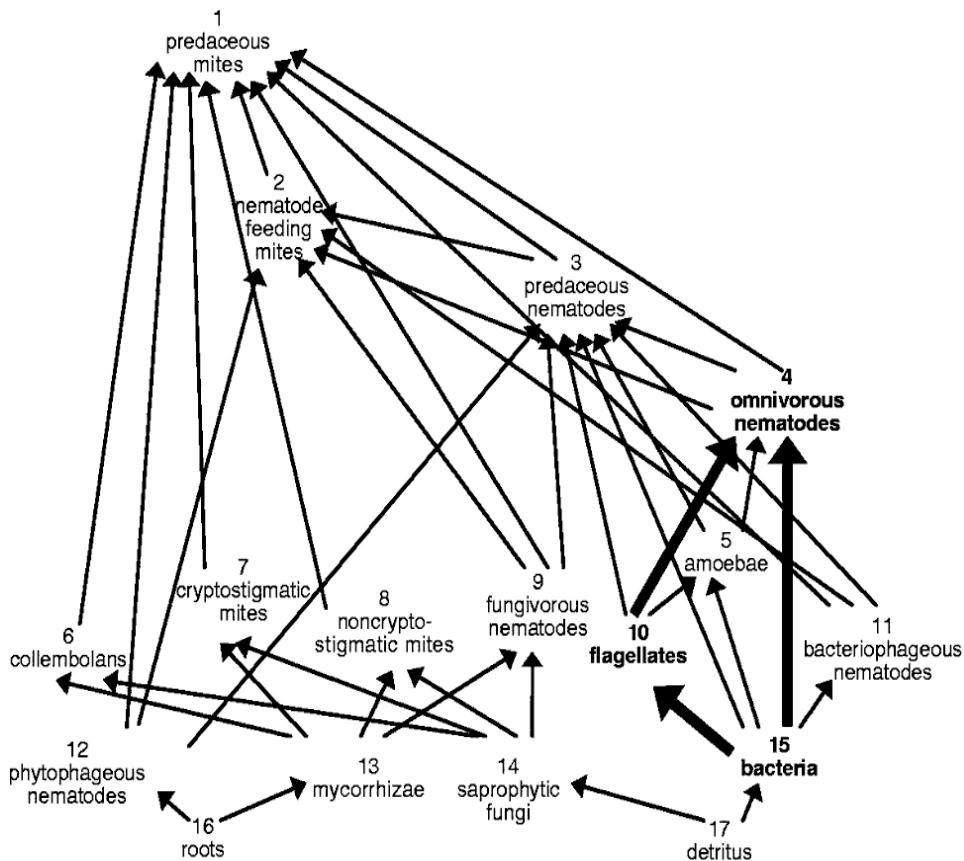 1
predaceous
mites
2
nematode
feeding
mites
3
predaceous
nematodes
4
omnivorous
nematodes
5
amoebae
6
collembolans
7
cryptostigmatic
mites
8
noncrypto-
stigmatic mites
9
fungivorous
nematodes
10
flagellates
11
bacteriophageous
nematodes
12
phytophageous
nematodes
13
mycorrhizae
14
saprophytic
fungi
15
bacteria
16
roots
17
detritus